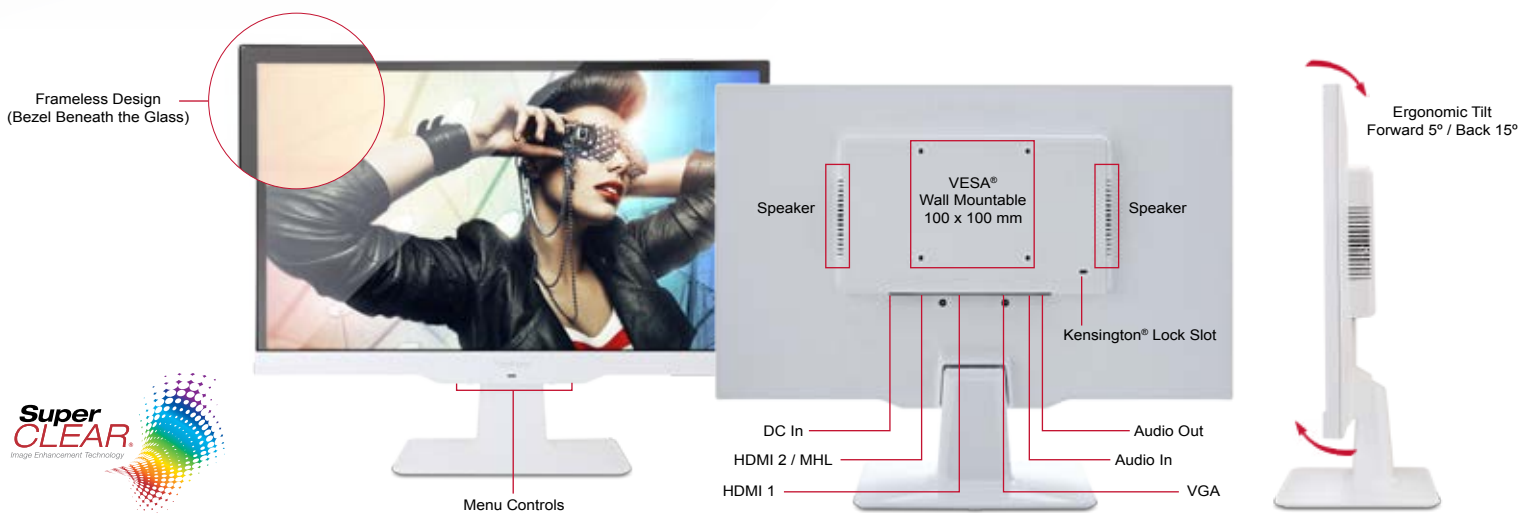 Frameless Design
(Bezel Beneath the Glass)
Super
CLEAR®
Image Enhancement Technology
Menu Controls
Speaker
VESA®
Wall Mountable
100 x 100 mm
Speaker
Kensington® Lock Slot
DC In
HDMI 2 / MHL
HDMI 1
Audio Out
Audio In
VGA
Ergonomic Tilt
Forward 5º / Back 15º